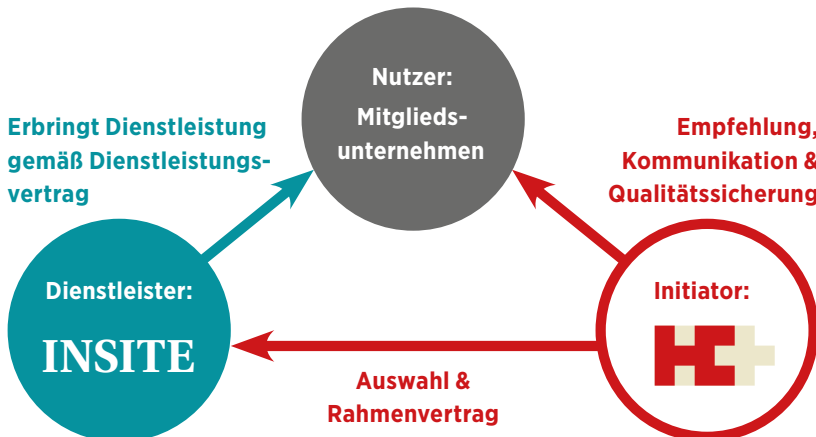 Nutzer:
Mitglieds-
unternehmen
Erbringt Dienstleistung
gemäß Dienstleistungs-
vertrag
Empfehlung,
Kommunikation &
Qualitätssicherung
Dienstleister:
INSITE
Initiator:
Auswahl &
Rahmenvertrag